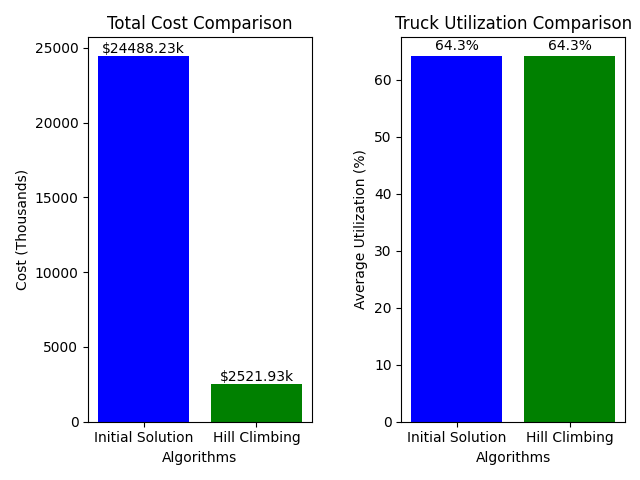 Total Cost Comparison
Cost (Thousands)
25000
20000
15000
10000
5000
0
$24488.23k
$2521.93k
Initial Solution
Hill Climbing
Algorithms
Truck Utilization Comparison
Average Utilization (%)
60
50
40
30
20
10
0
64.3%
64.3%
Initial Solution
Hill Climbing
Algorithms